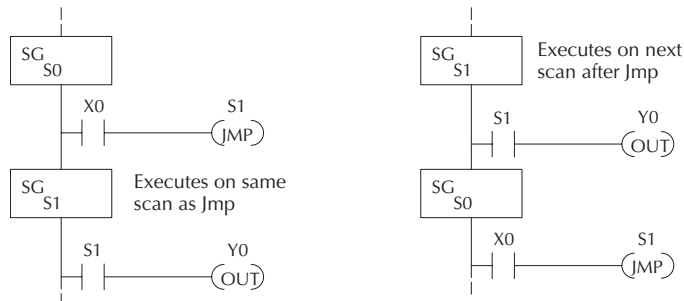 SG
S0
X0
S1
JMP
SG
S1
Executes on same
scan as Jmp
S1
Y0
OUT
SG
S1
Executes on next
scan after Jmp
S1
Y0
OUT
SG
S0
X0
S1
JMP